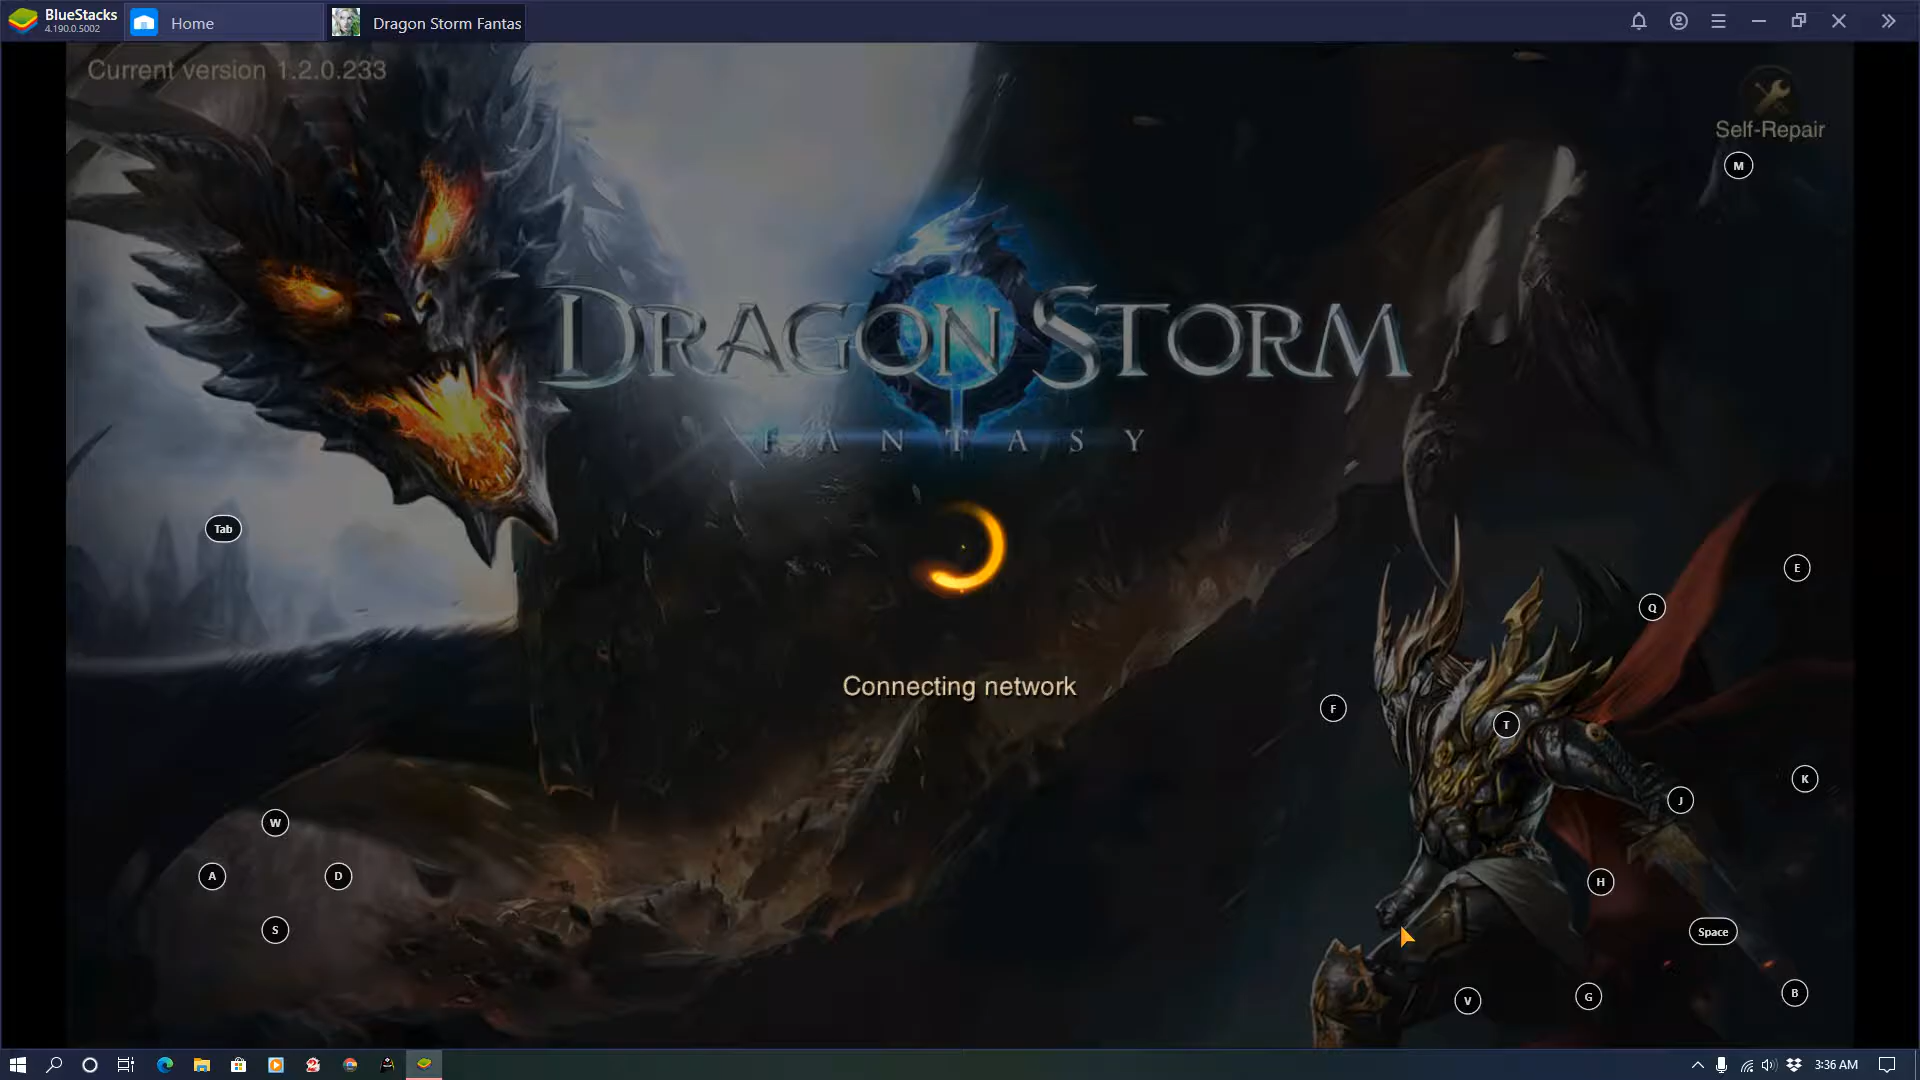 BlueStacks
4.190.0.5002
Home
Dragon Storm Fantas
Current version 1.2.0.233
Self-Repair
M
DRAGON STORM
FANTASY
Tab
E
Q
Connecting network
F
T
K
J
W
A
D
H
S
Space
V
G
B
3:36 AM